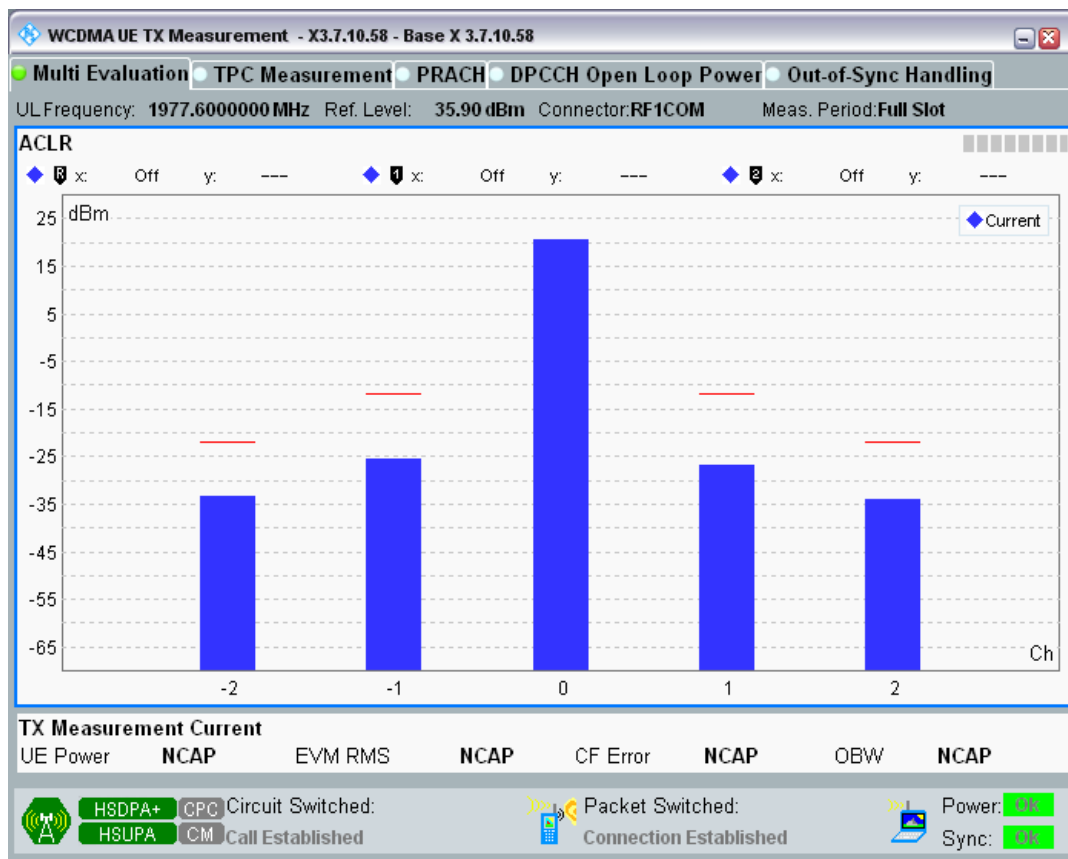 WCDMA UE TX Measurement - X3.7.10.58 - Base X 3.7.10.58
Multi Evaluation TPC Measurement PRACH DPCCH Open Loop Power Out-of-Sync Handling
UL Frequency: 1977.6000000 MHz Ref. Level: 35.90 dBm Connector: RF1COM Meas. Period: Full Slot
ACLR
R x: Off y: --- 1 x: Off y: --- 2 x: Off y: ---
dBm
Current
25
15
5
-5
-15
-25
-35
-45
-55
-65
Ch
-2 -1 0 1 2
TX Measurement Current
UE Power NCAP EVM RMS NCAP CF Error NCAP OBW NCAP
HSDPA+ CPC Circuit Switched: Packet Switched: Power: OK
HSUPA CM Call Established Connection Established Sync: OK